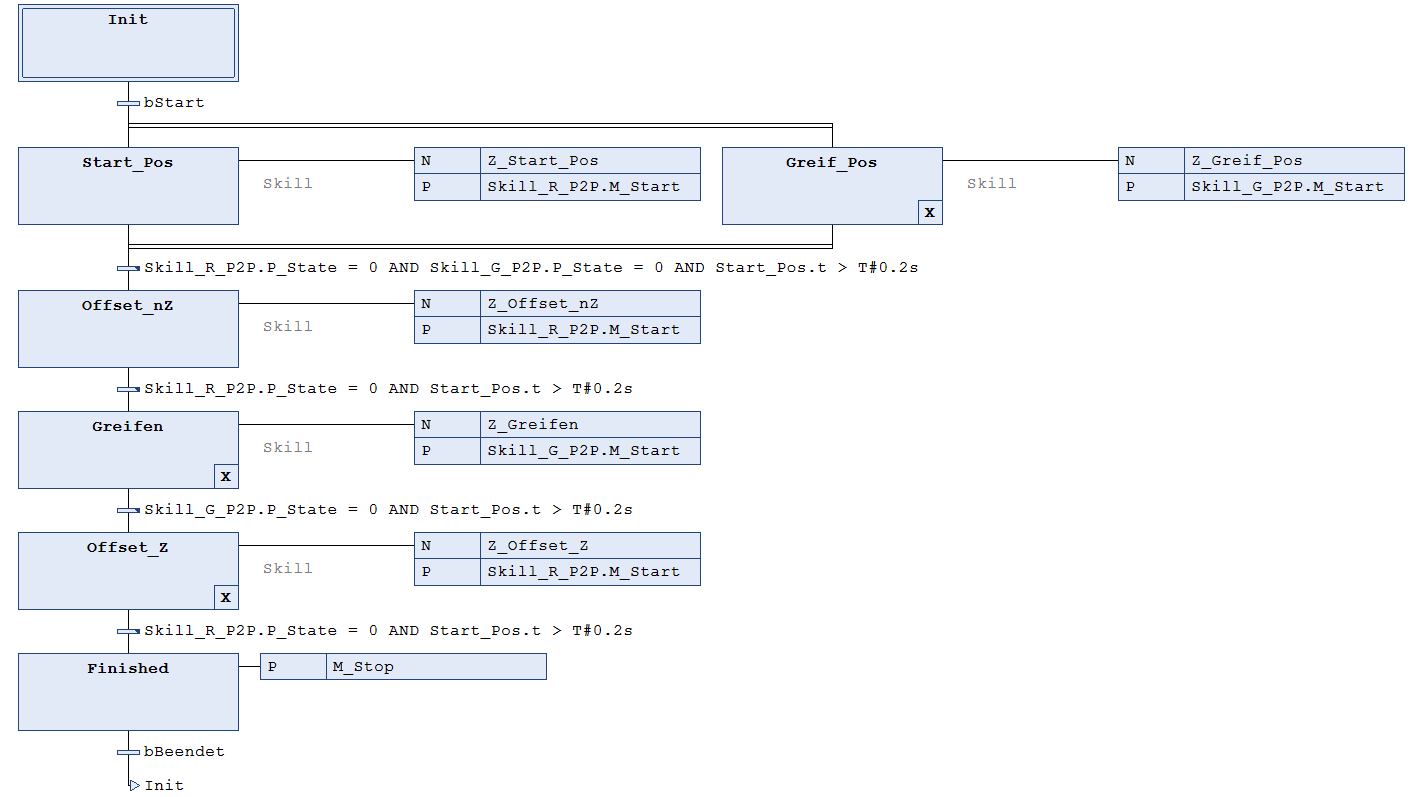 Init
bStart
Start_Pos
Skill
N Z_Start_Pos
P Skill_R_P2P.M_Start
Greif_Pos
X
Skill
N Z_Greif_Pos
P Skill_G_P2P.M_Start
Skill_R_P2P.P_State = 0 AND Skill_G_P2P.P_State = 0 AND Start_Pos.t > T#0.2s
Offset_nZ
Skill
N Z_Offset_nZ
P Skill_R_P2P.M_Start
Skill_R_P2P.P_State = 0 AND Start_Pos.t > T#0.2s
Greifen
X
Skill
N Z_Greifen
P Skill_G_P2P.M_Start
Skill_G_P2P.P_State = 0 AND Start_Pos.t > T#0.2s
Offset_Z
X
Skill
N Z_Offset_Z
P Skill_R_P2P.M_Start
Skill_R_P2P.P_State = 0 AND Start_Pos.t > T#0.2s
Finished
P M_Stop
bBeendet
Init